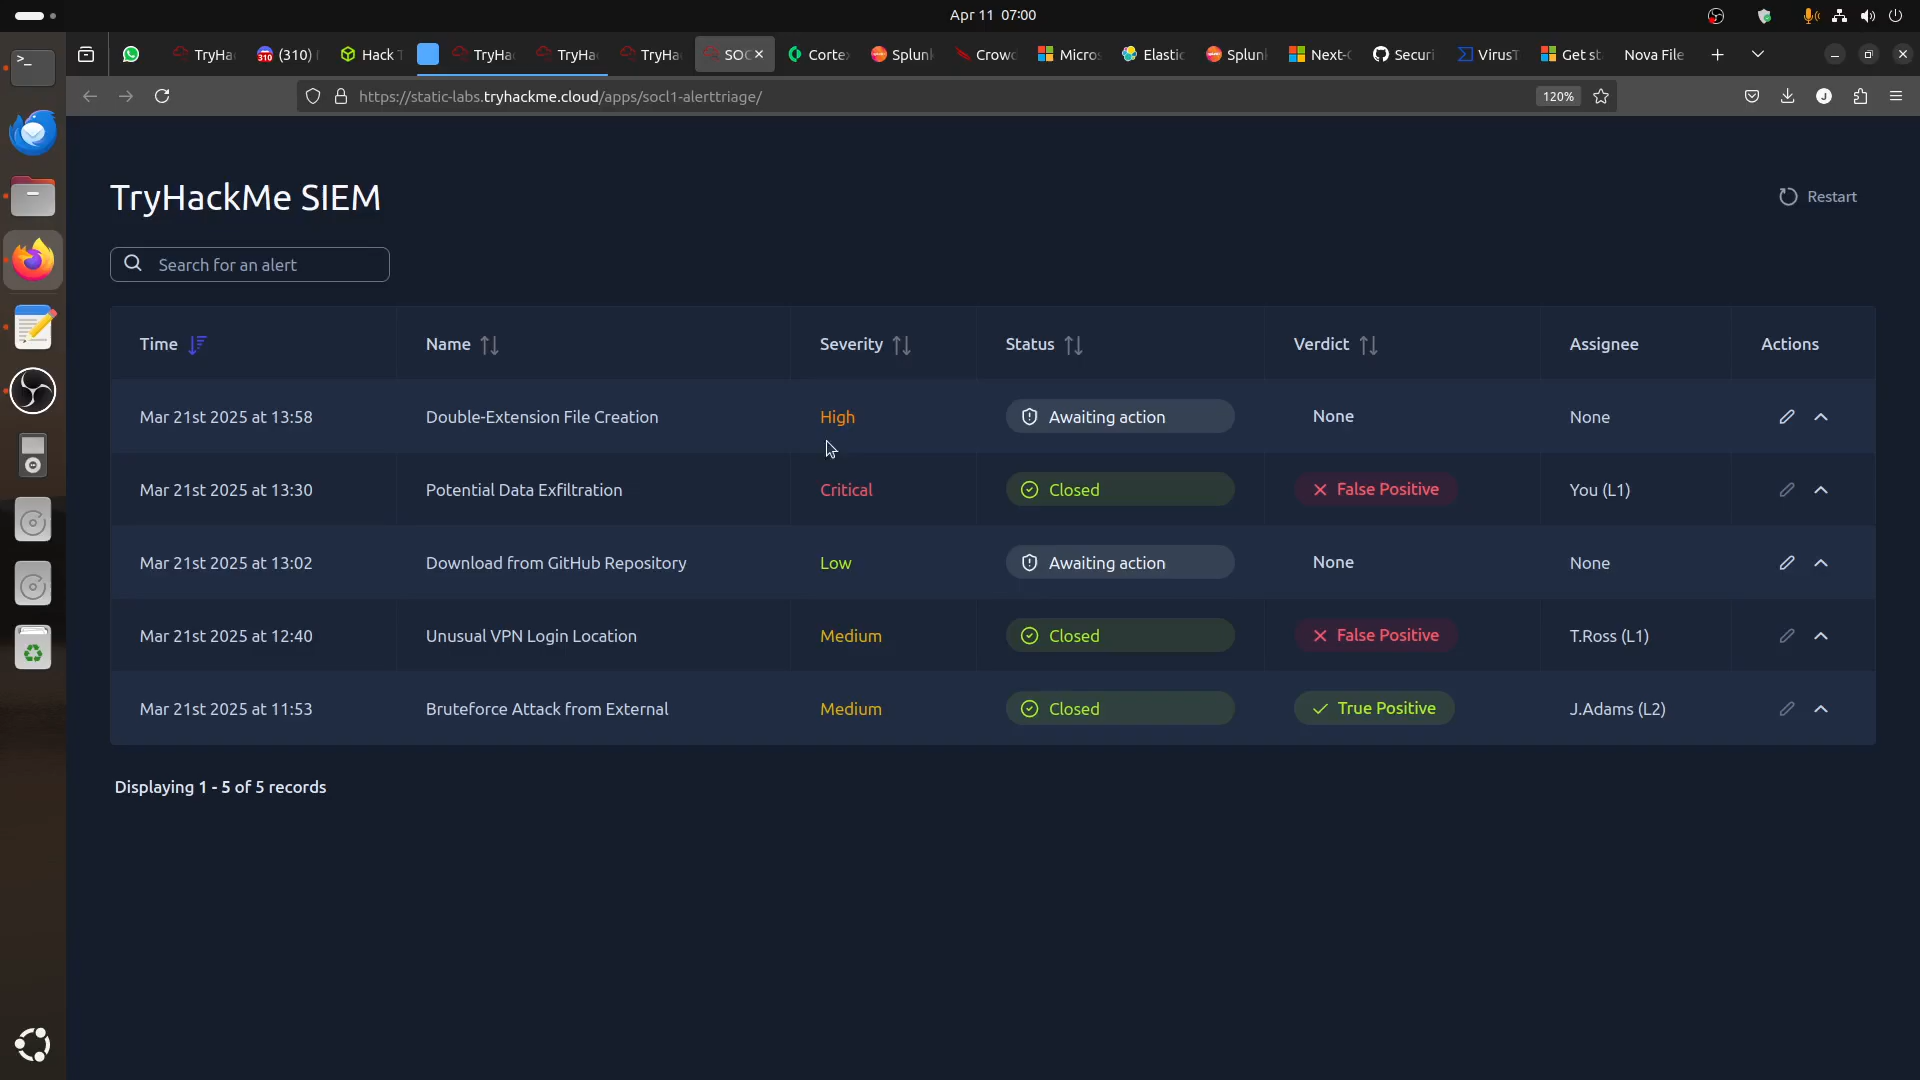 Apr 11 07:00
TryHa
(310)
Hack T
TryHa
TryHa
TryHa
SOC
Corte
Splun
Crow
Micros
Elastic
Splun
Next-
Securi
VirusT
Get st
Nova File
https://static-labs.tryhackme.cloud/apps/socl1-alerttriage/
120%
J
TryHackMe SIEM
Restart
Search for an alert
Time Name Severity Status Verdict Assignee Actions
Mar 21st 2025 at 13:58 Double-Extension File Creation High Awaiting action None None
Mar 21st 2025 at 13:30 Potential Data Exfiltration Critical Closed False Positive You (L1)
Mar 21st 2025 at 13:02 Download from GitHub Repository Low Awaiting action None None
Mar 21st 2025 at 12:40 Unusual VPN Login Location Medium Closed False Positive T.Ross (L1)
Mar 21st 2025 at 11:53 Bruteforce Attack from External Medium Closed True Positive J.Adams (L2)
Displaying 1 - 5 of 5 records